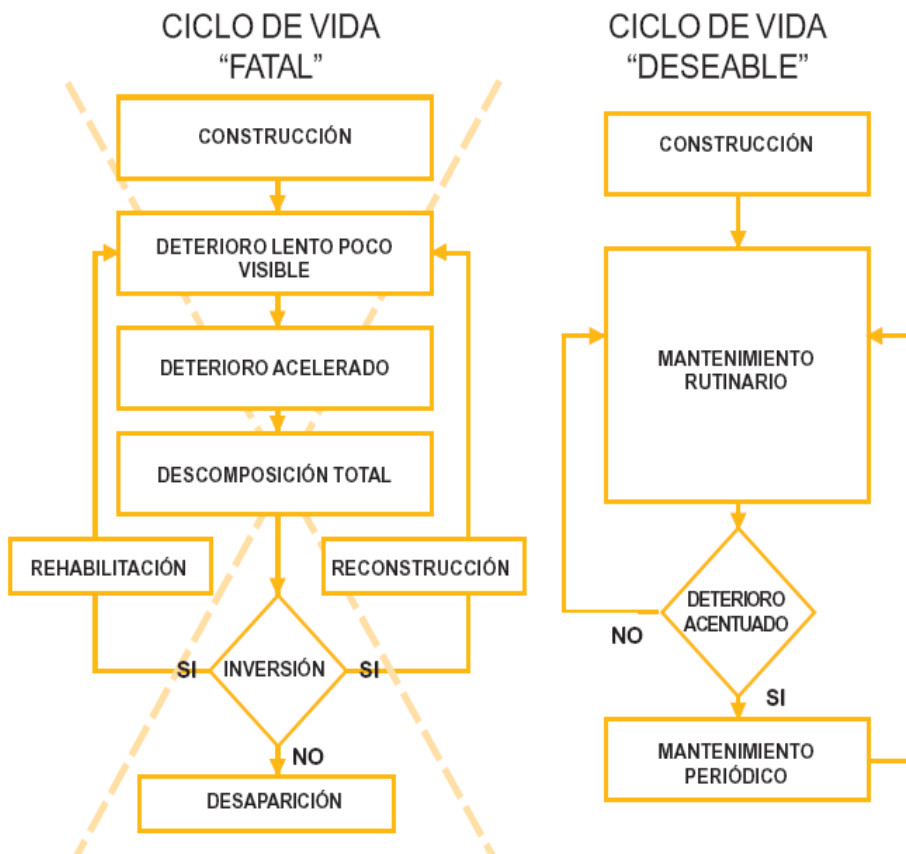 CICLO DE VIDA
“FATAL”
CONSTRUCCIÓN
DETERIORO LENTO POCO
VISIBLE
DETERIORO ACELERADO
DESCOMPOSICIÓN TOTAL
REHABILITACIÓN
RECONSTRUCCIÓN
SI
INVERSIÓN
SI
NO
DESAPARICIÓN
CICLO DE VIDA
“DESEABLE”
CONSTRUCCIÓN
MANTENIMIENTO
RUTINARIO
DETERIORO
ACENTUADO
NO
SI
MANTENIMIENTO
PERIÓDICO